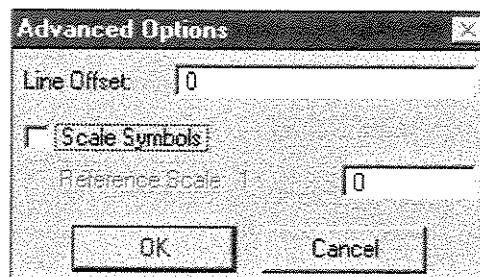 Advanced Options
Line Offset: 0
Scale Symbols
Reference Scale 1: 0
OK Cancel